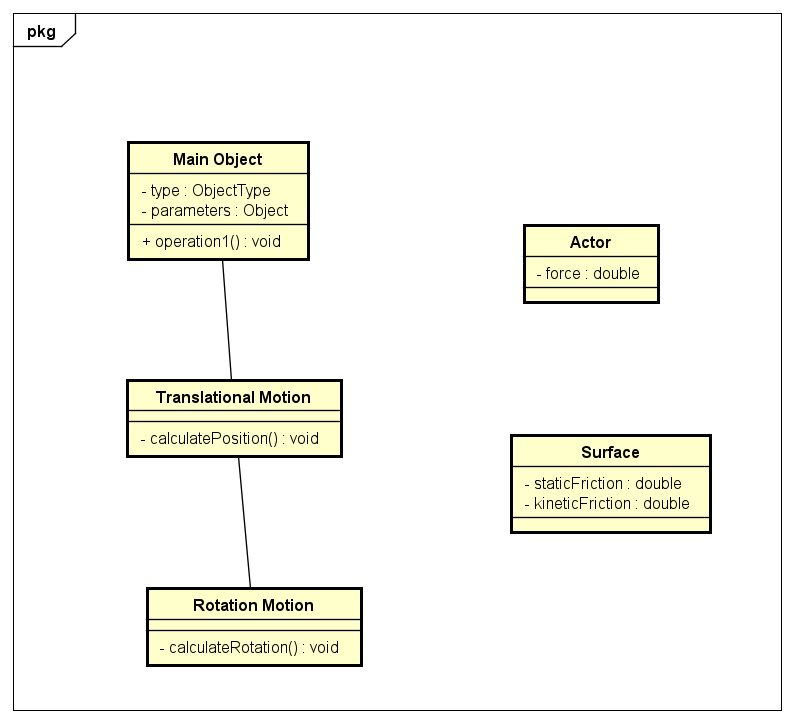 pkg
Main Object
- type : ObjectType
- parameters : Object
+ operation1() : void
Actor
- force : double
Translational Motion
- calculatePosition() : void
Surface
- staticFriction : double
- kineticFriction : double
Rotation Motion
- calculateRotation() : void